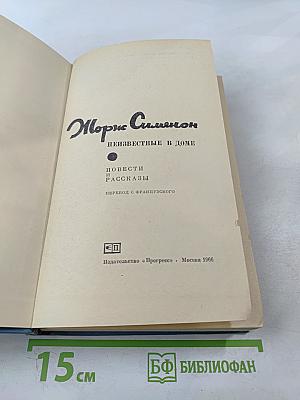 Жорж Сименон
НЕИЗВЕСТНЫЕ В ДОМЕ
ПОВЕСТИ
И
РАССКАЗЫ
ПЕРЕВОД С ФРАНЦУЗСКОГО
Издательство «Прогресс» · Москва 1966
15 см
БФ БИБЛИОФАН